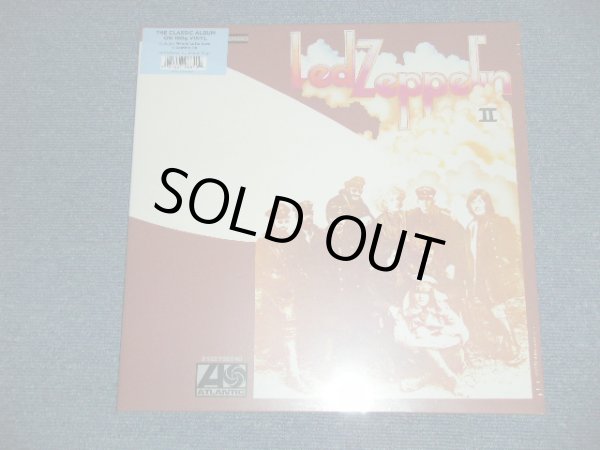 THE CLASSIC ALBUM
ON 180g VINYL
Led Zeppelin
II
SOLD OUT
ATLANTIC